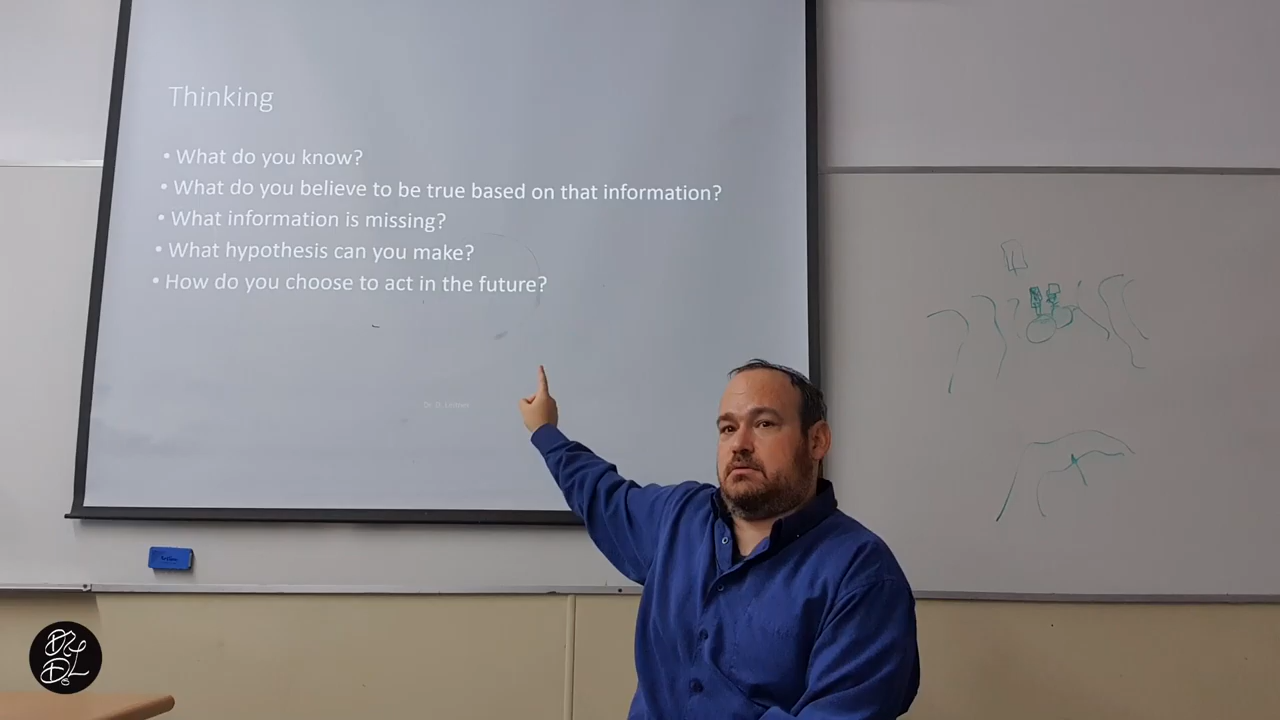 Thinking
• What do you know?
• What do you believe to be true based on that information?
• What information is missing?
• What hypothesis can you make?
• How do you choose to act in the future?
DL